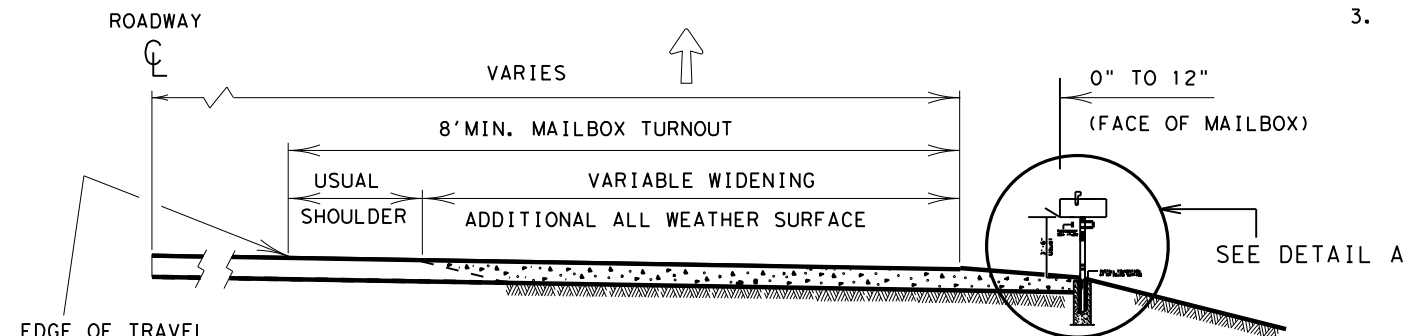 ROADWAY
3.
CL
VARIES
0" TO 12"
8'MIN. MAILBOX TURNOUT
(FACE OF MAILBOX)
USUAL
SHOULDER
VARIABLE WIDENING
ADDITIONAL ALL WEATHER SURFACE
SEE DETAIL A
EDGE OF TRAVEL